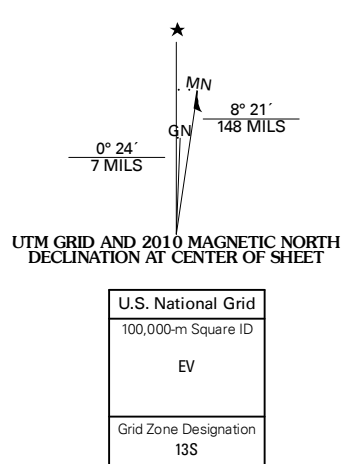 ★
MN
8° 21´
148 MILS
GN
0° 24´
7 MILS
UTM GRID AND 2010 MAGNETIC NORTH
DECLINATION AT CENTER OF SHEET
U.S. National Grid
100,000-m Square ID
EV
Grid Zone Designation
13S